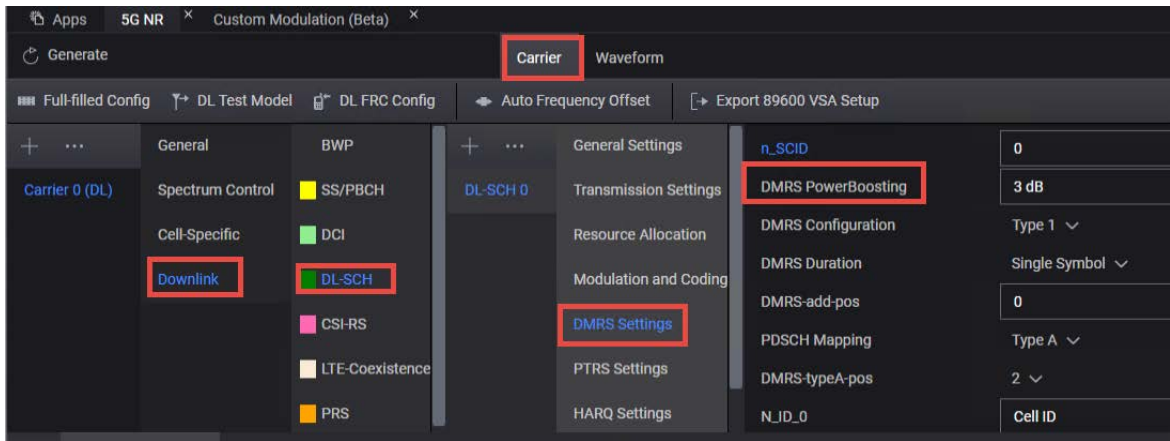 Apps 5G NR × Custom Modulation (Beta) ×
Generate Carrier Waveform
Full-filled Config DL Test Model DL FRC Config Auto Frequency Offset Export 89600 VSA Setup
+ ... General BWP + ... General Settings n_SCID 0
Carrier 0 (DL) Spectrum Control SS/PBCH DL-SCH 0 Transmission Settings DMRS PowerBoosting 3 dB
Cell-Specific DCI Resource Allocation DMRS Configuration Type 1
Downlink DL-SCH Modulation and Coding DMRS Duration Single Symbol
CSI-RS DMRS Settings DMRS-add-pos 0
LTE-Coexistence PTRS Settings PDSCH Mapping Type A
PRS HARQ Settings DMRS-typeA-pos 2
N_ID_0 Cell ID